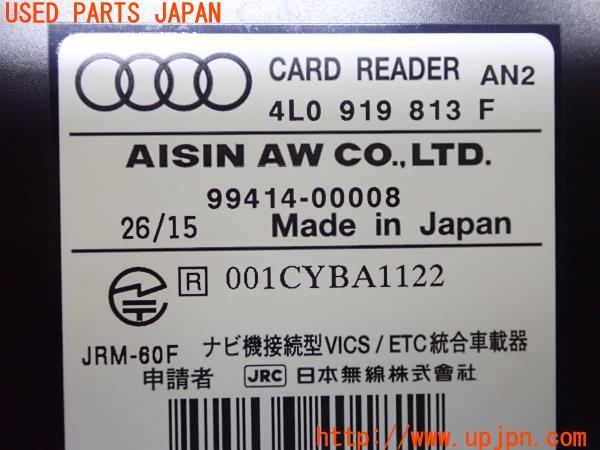 USED PARTS JAPAN
CARD READER AN2
4L0 919 813 F
AISIN AW CO.,LTD.
99414-00008
26/15 Made in Japan
R 001CYBA1122
JRM-60F ナビ機接続型VICS/ETC統合車載器
申請者 JRC 日本無線株式会社
http://www.upjpn.com